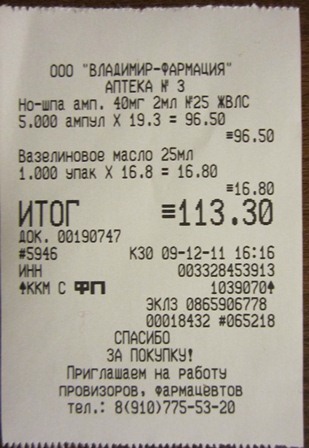 ООО "ВЛАДИМИР-ФАРМАЦИЯ"
АПТЕКА № 3
Но-шпа амп. 40мг 2мл №25 ЖВЛС
5.000 ампул X 19.3 = 96.50
≡96.50
Вазелиновое масло 25мл
1.000 упак X 16.8 = 16.80
≡16.80
ИТОГ ≡113.30
ДОК. 00190747
#5946 К30 09-12-11 16:16
ИНН 003328453913
↑ККМ С ФП 1039070↑
ЭКЛЗ 0865906778
00018432 #065218
СПАСИБО
ЗА ПОКУПКУ!
Приглашаем на работу
провизоров, фармацевтов
тел.: 8(910)775-53-20